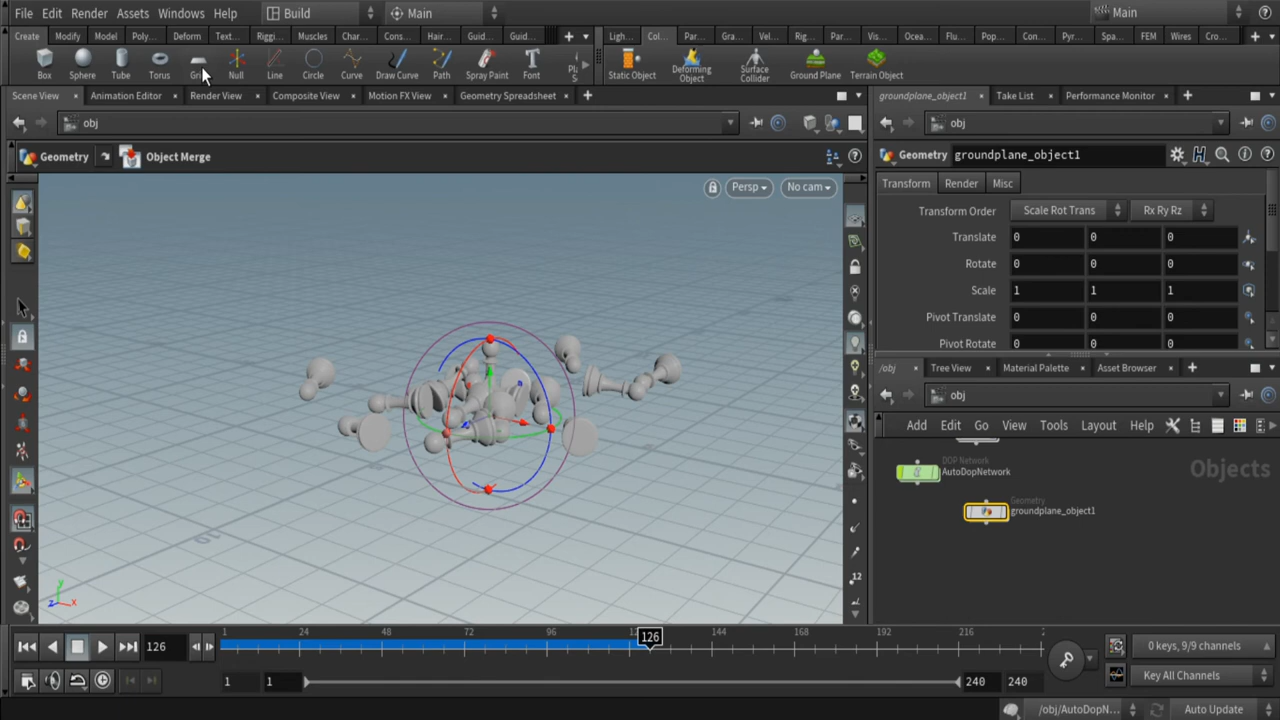 File Edit Render Assets Windows Help Build Main Main
Create Modify Model Poly... Deform Text... Riggi... Muscles Char... Cons... Hair... Guid... Guid... Ligh... Col... Par... Gra... Vel... Rig... Par... Vis... Ocea... Flu... Pop... Con... Pyr... Spa... FEM Wires Cro...
Box Sphere Tube Torus Null Line Circle Curve Draw Curve Path Spray Paint Font Static Object Deforming Object Surface Collider Ground Plane Terrain Object
Scene View Animation Editor Render View Composite View Motion FX View Geometry Spreadsheet groundplane_object1 Take List Performance Monitor
obj obj
Geometry Object Merge Geometry groundplane_object1
Persp No cam Transform Render Misc
Transform Order Scale Rot Trans Rx Ry Rz
Translate 0 0 0
Rotate 0 0 0
Scale 1 1 1
Pivot Translate 0 0 0
Pivot Rotate 0 0 0
/obj Tree View Material Palette Asset Browser
obj
Add Edit Go View Tools Layout Help
DOP Network
AutoDopNetwork
Objects
Geometry
groundplane_object1
10
12
y
z x
126 1 24 48 72 96 126 144 168 192 216 0 keys, 9/9 channels
1 1 240 240 Key All Channels
/obj/AutoDopN... Auto Update